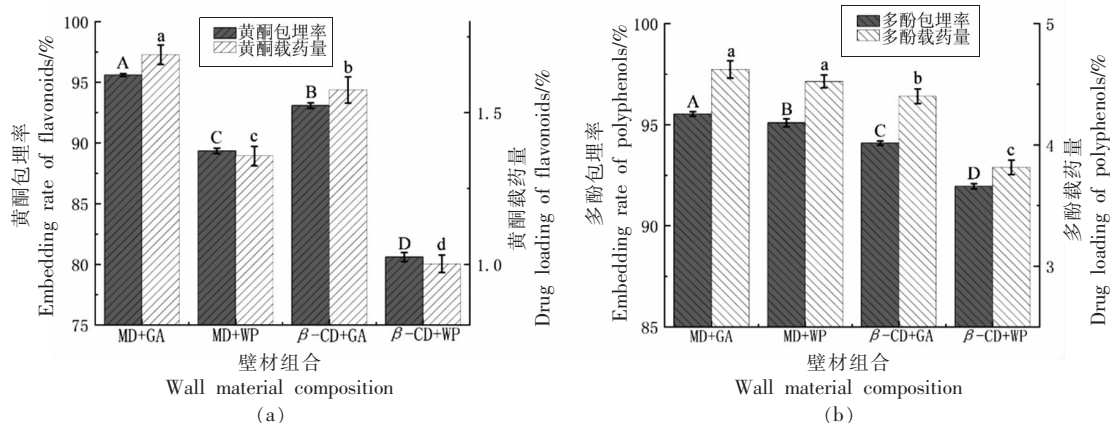 黄酮包埋率
Embedding rate of flavonoids/%
100
95
90
85
80
75
黄酮包埋率
黄酮载药量
A
a
C
c
B
b
D
d
MD+GA
MD+WP
β-CD+GA
β-CD+WP
1.5
1.0
黄酮载药量
Drug loading of flavonoids/%
壁材组合
Wall material composition
(a)
多酚包埋率
Embedding rate of polyphenols/%
100
95
90
85
多酚包埋率
多酚载药量
A
a
B
a
C
b
D
c
MD+GA
MD+WP
β-CD+GA
β-CD+WP
5
4
3
多酚载药量
Drug loading of polyphenols/%
壁材组合
Wall material composition
(b)